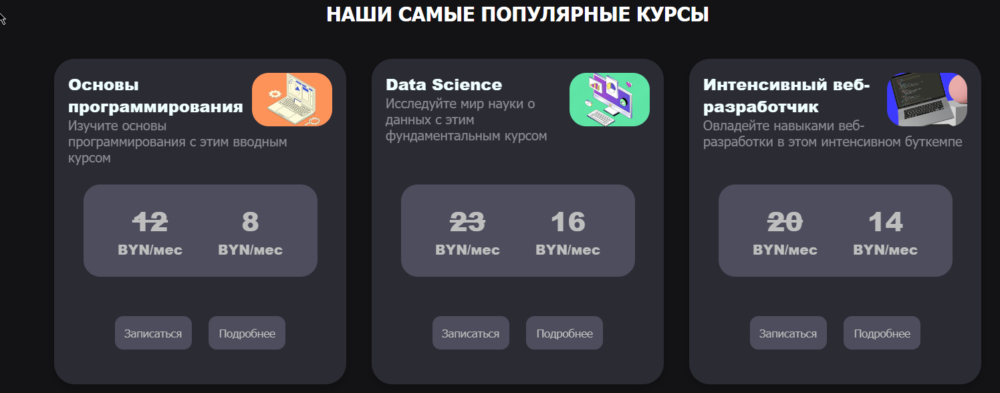 НАШИ САМЫЕ ПОПУЛЯРНЫЕ КУРСЫ
Основы
программирования
Изучите основы
программирования с этим вводным
курсом
12
8
BYN/мес
BYN/мес
Записаться
Подробнее
Data Science
Исследуйте мир науки о
данных с этим
фундаментальным курсом
23
16
BYN/мес
BYN/мес
Записаться
Подробнее
Интенсивный веб-
разработчик
Овладейте навыками веб-
разработки в этом интенсивном буткемпе
20
14
BYN/мес
BYN/мес
Записаться
Подробнее